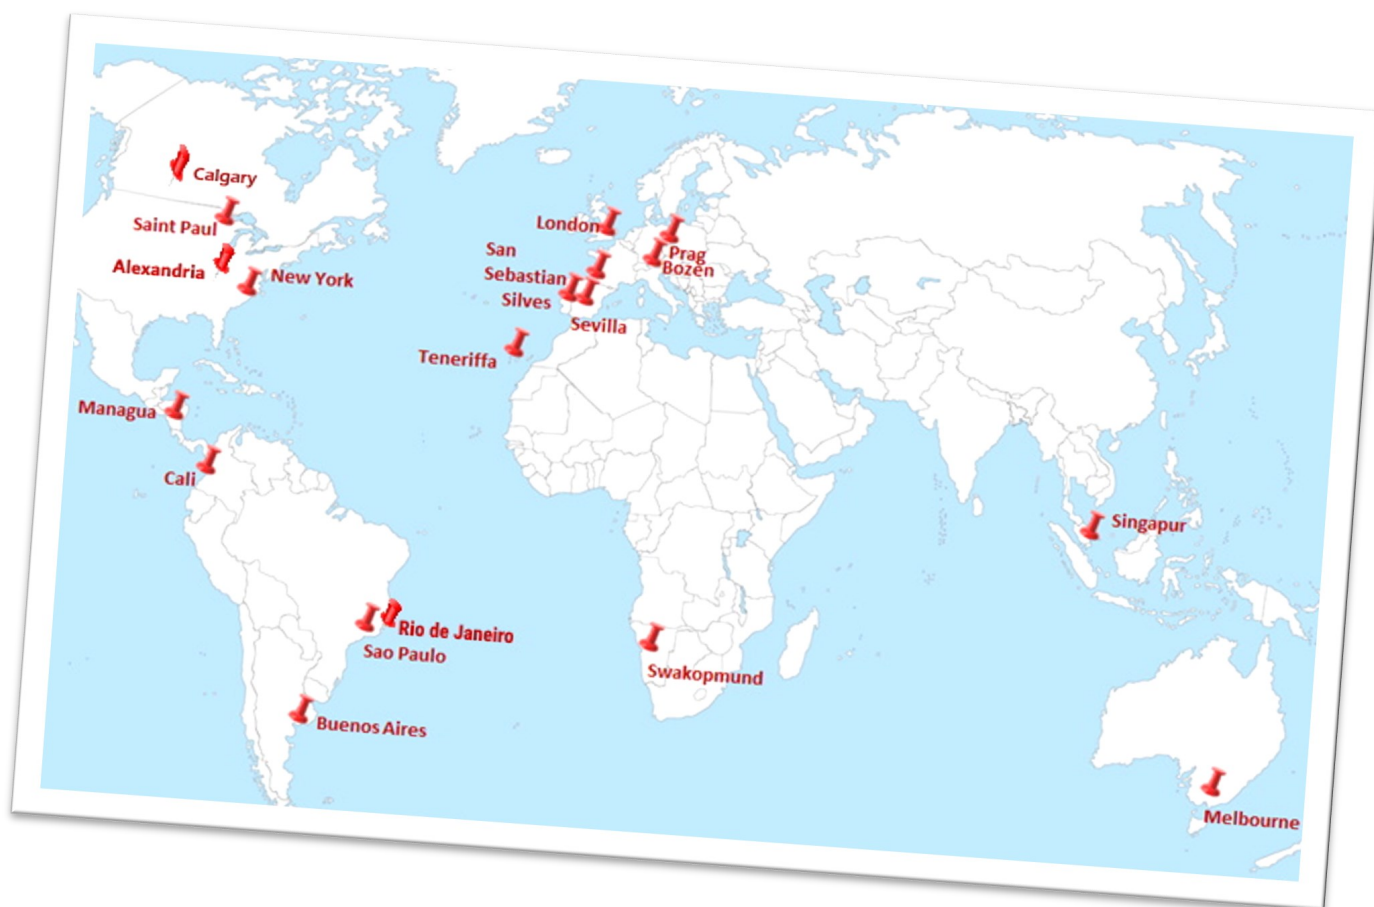 Calgary
Saint Paul
Alexandria
New York
London
San
Sebastian
Silves
Sevilla
Prag
Bozen
Teneriffa
Managua
Cali
Singapur
Rio de Janeiro
Sao Paulo
Swakopmund
Buenos Aires
Melbourne